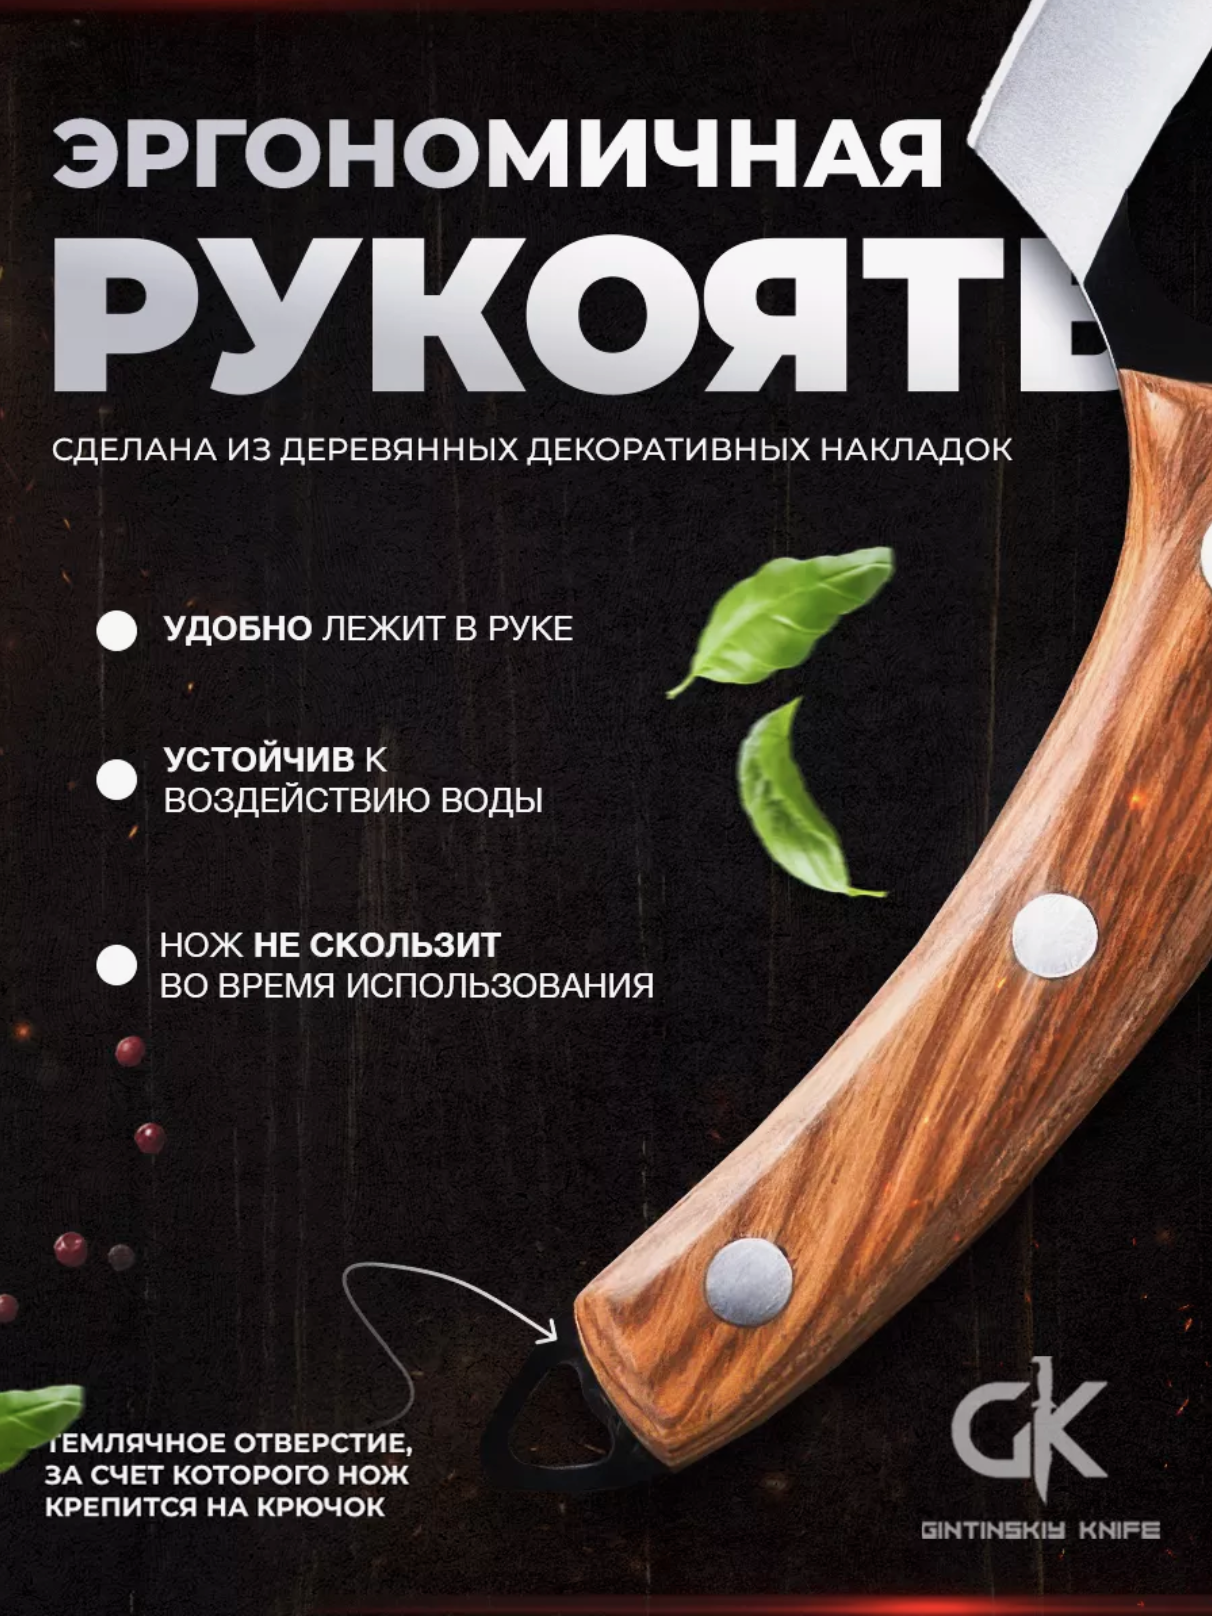 ЭРГОНОМИЧНАЯ
РУКОЯТЬ
СДЕЛАНА ИЗ ДЕРЕВЯННЫХ ДЕКОРАТИВНЫХ НАКЛАДОК
УДОБНО ЛЕЖИТ В РУКЕ
УСТОЙЧИВ К
ВОЗДЕЙСТВИЮ ВОДЫ
НОЖ НЕ СКОЛЬЗИТ
ВО ВРЕМЯ ИСПОЛЬЗОВАНИЯ
ТЕМЛЯЧНОЕ ОТВЕРСТИЕ,
ЗА СЧЕТ КОТОРОГО НОЖ
КРЕПИТСЯ НА КРЮЧОК
GK
GINTINSKIY KNIFE